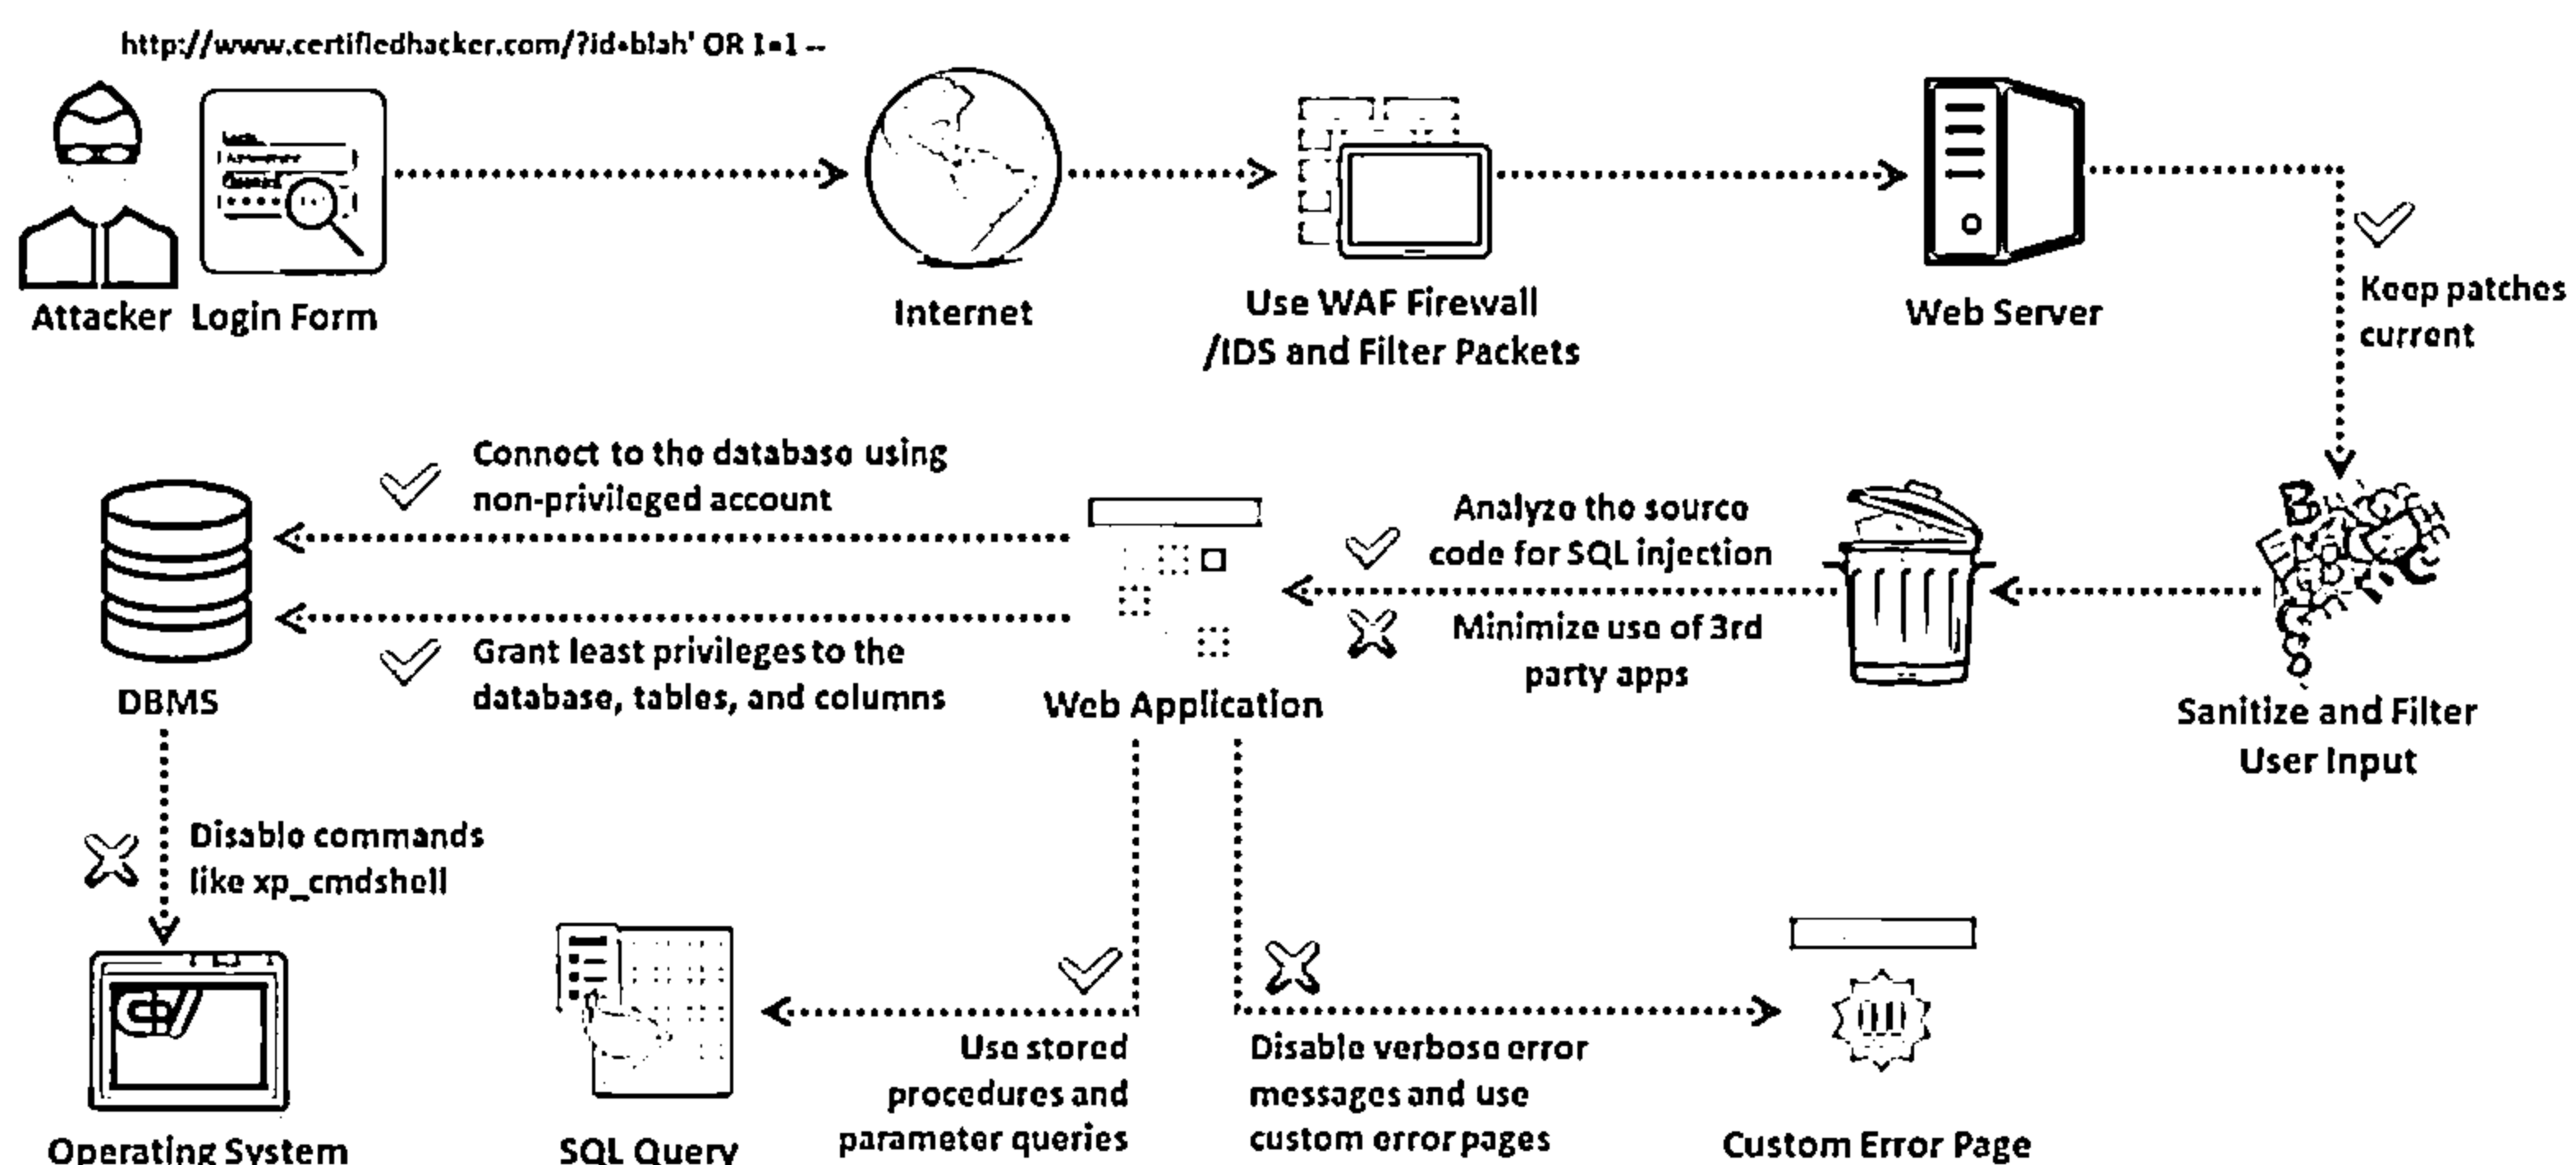 http://www.certifiedhacker.com/?id=blah' OR 1=1 --
Attacker
Login Form
Internet
Use WAF Firewall
/IDS and Filter Packets
Web Server
Keep patches
current
Connect to the database using
non-privileged account
Analyze the source
code for SQL injection
Grant least privileges to the
database, tables, and columns
Minimize use of 3rd
party apps
DBMS
Web Application
Sanitize and Filter
User Input
Disable commands
like xp_cmdshell
Use stored
procedures and
parameter queries
Disable verbose error
messages and use
custom error pages
Operating System
SQL Query
Custom Error Page